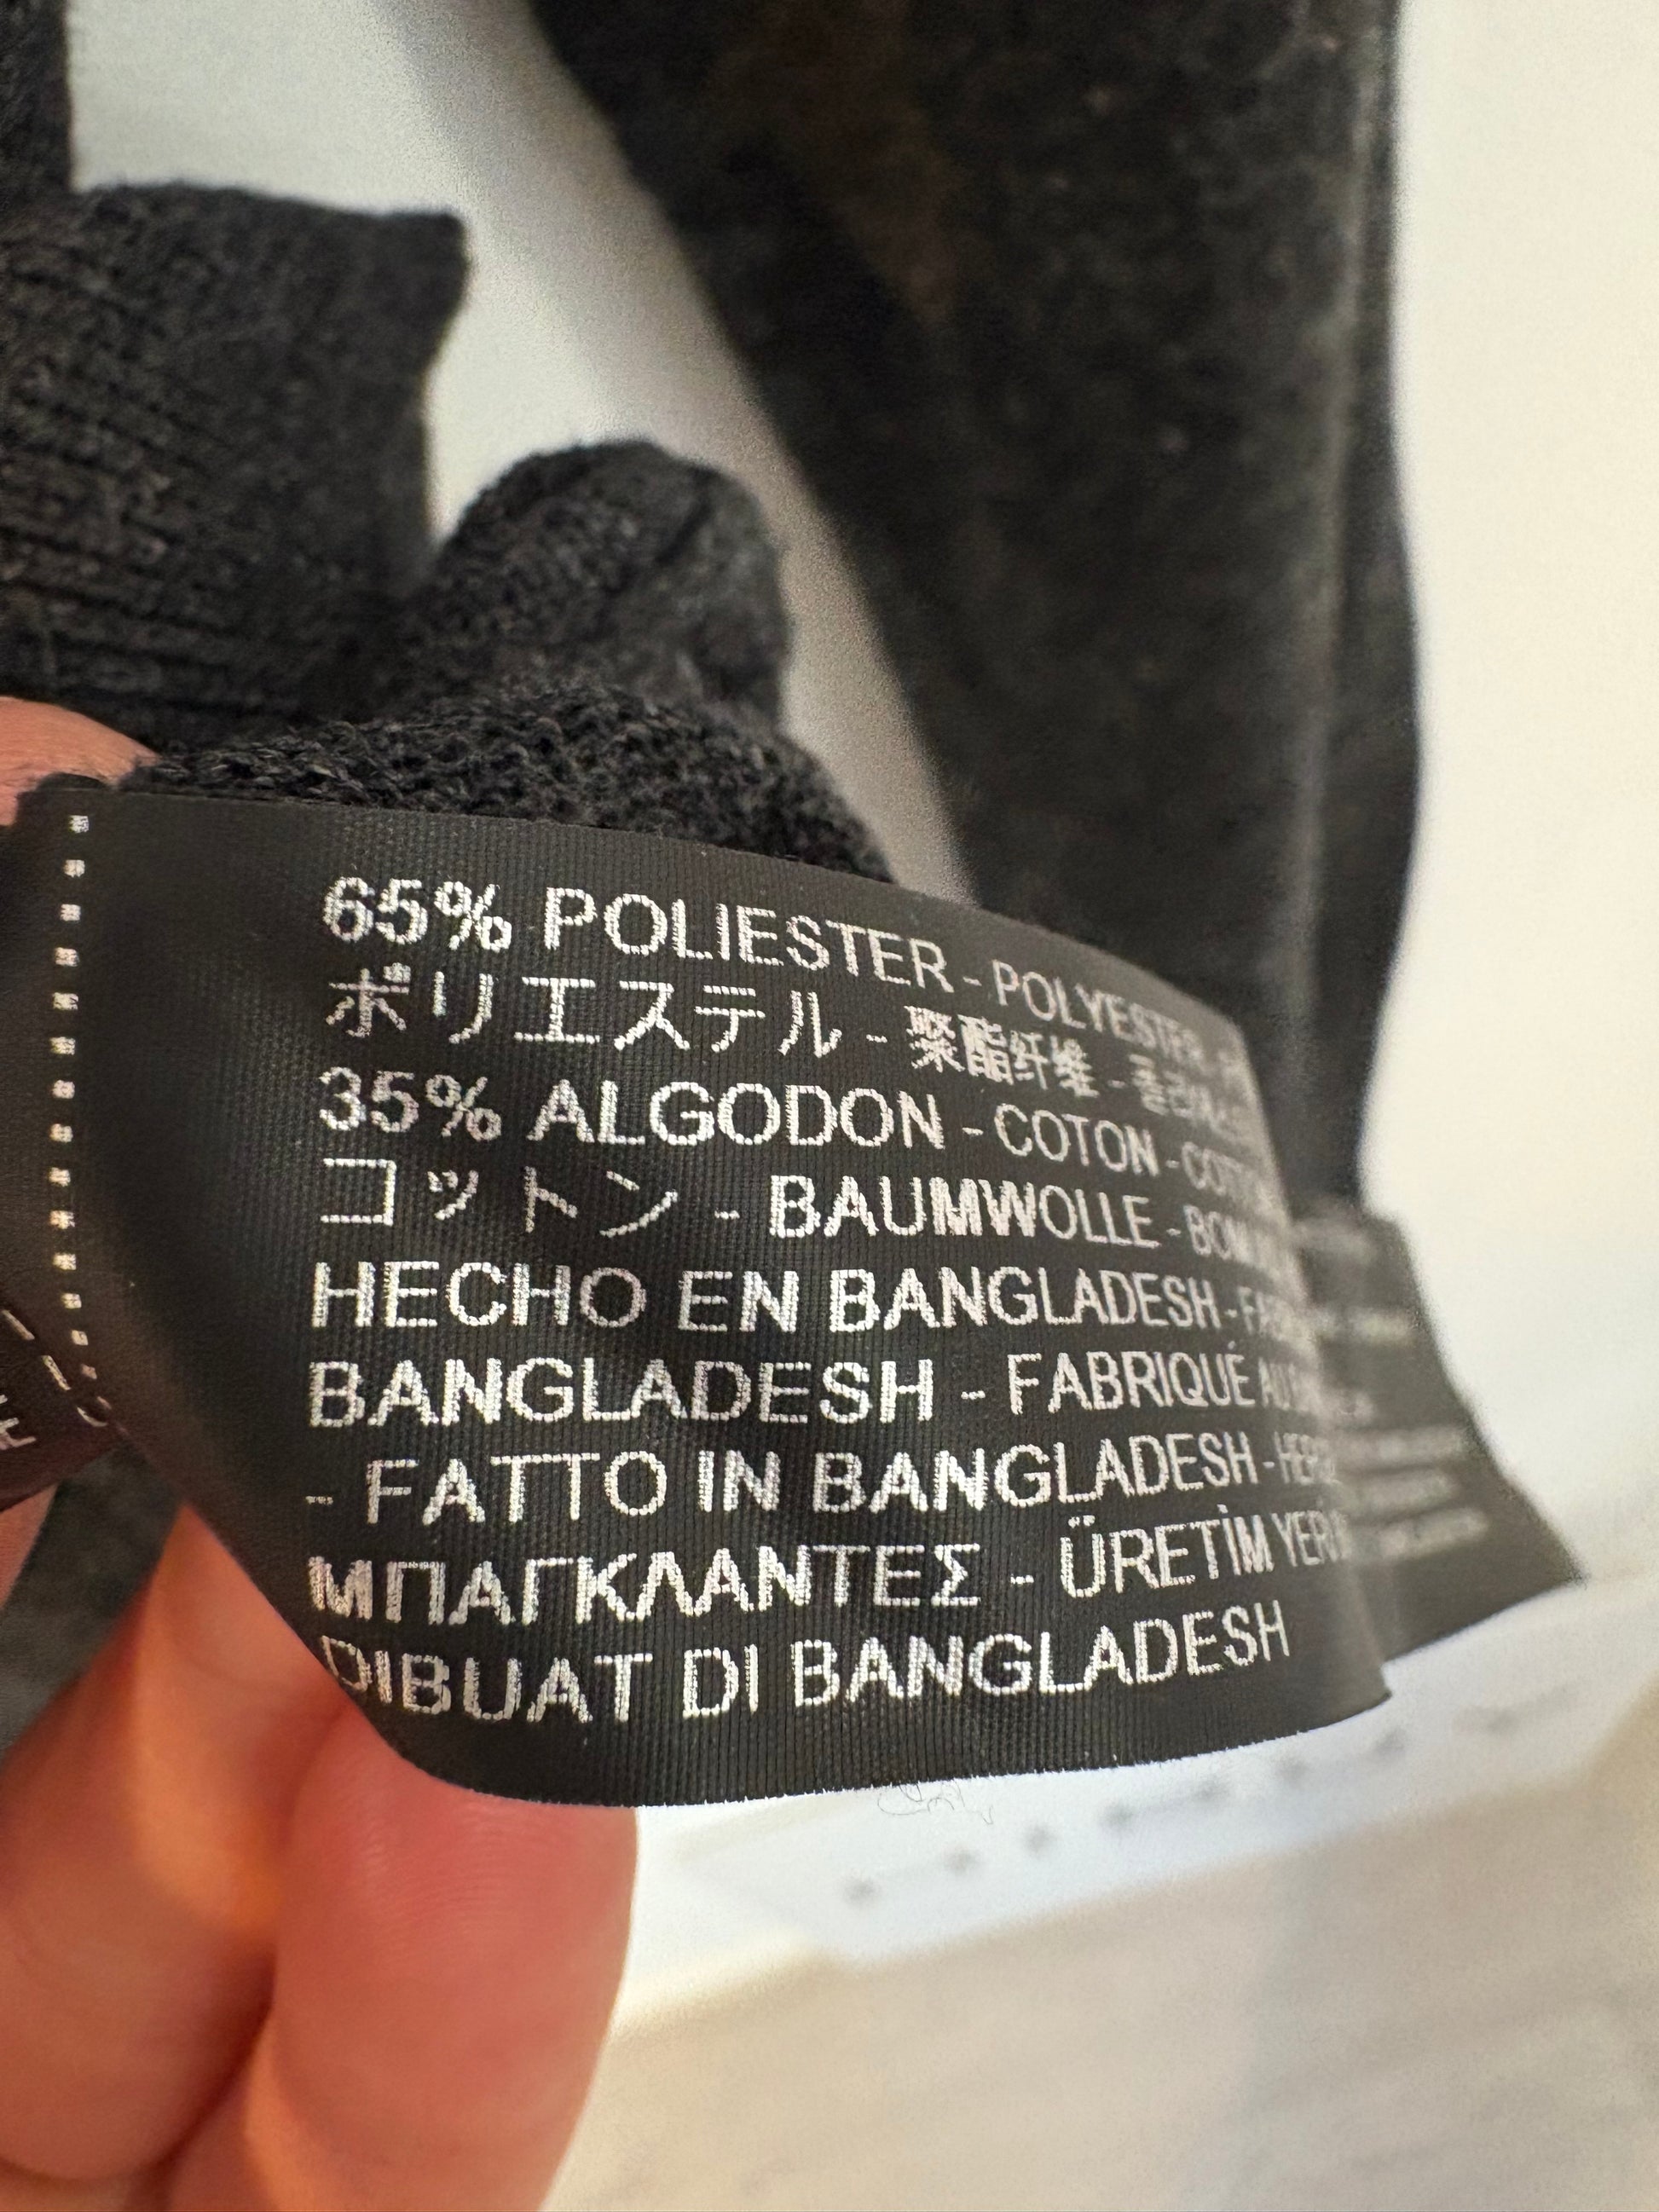 65% POLIESTER - POLYESTER -
ポリエステル - 聚酯纤维 -
35% ALGODON - COTON -
コットン - BAUMWOLLE -
HECHO EN BANGLADESH -
BANGLADESH - FABRIQUÉ AU
- FATTO IN BANGLADESH -
ΜΠΑΓΚΛΑΝΤΕΣ - ÜRETİM
DIBUAT DI BANGLADESH